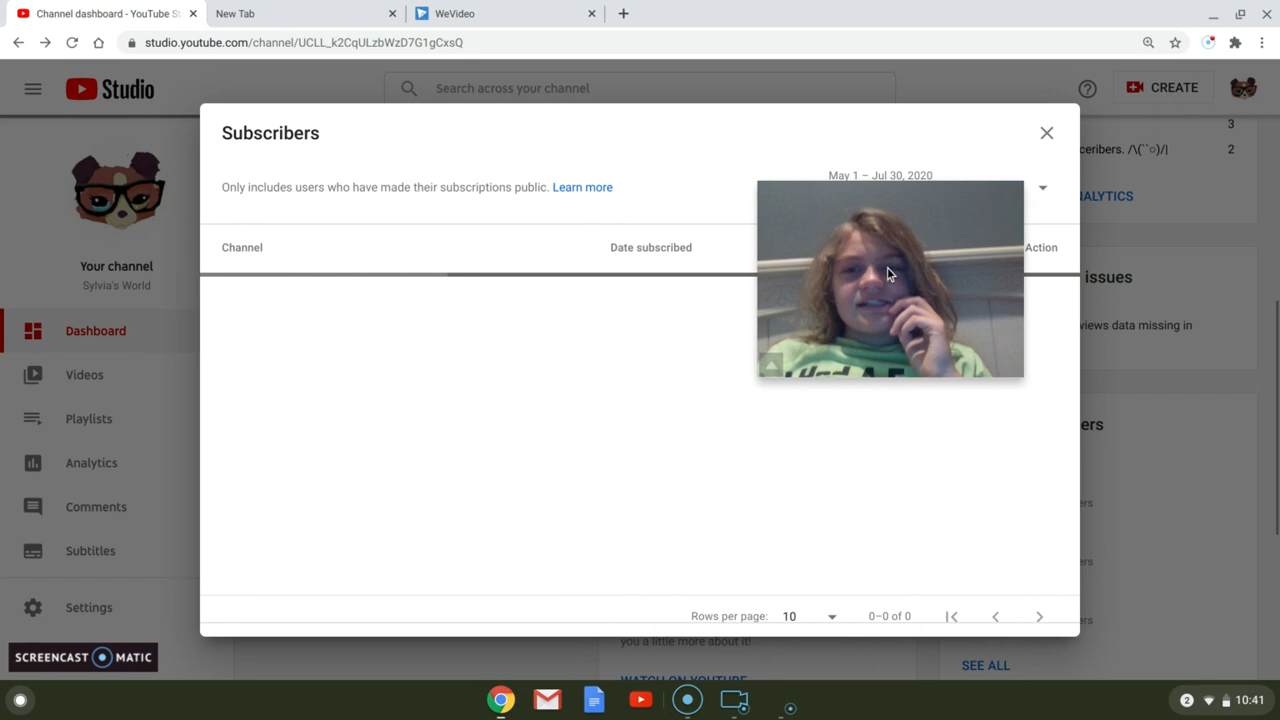 Channel dashboard - YouTube S
New Tab
WeVideo
studio.youtube.com/channel/UCLL_k2CqULzbWzD7G1gCxsQ
Studio
Search across your channel
CREATE
Subscribers
Only includes users who have made their subscriptions public. Learn more
May 1 – Jul 30, 2020
Channel
Date subscribed
Action
3
2
ANALYTICS
issues
views data missing in
Your channel
Sylvia's World
Dashboard
Videos
Playlists
Analytics
Comments
Subtitles
Settings
SCREENCAST MATIC
Rows per page: 10
0–0 of 0
you a little more about it!
WATCH ON YOUTUBE
SEE ALL
2
10:41